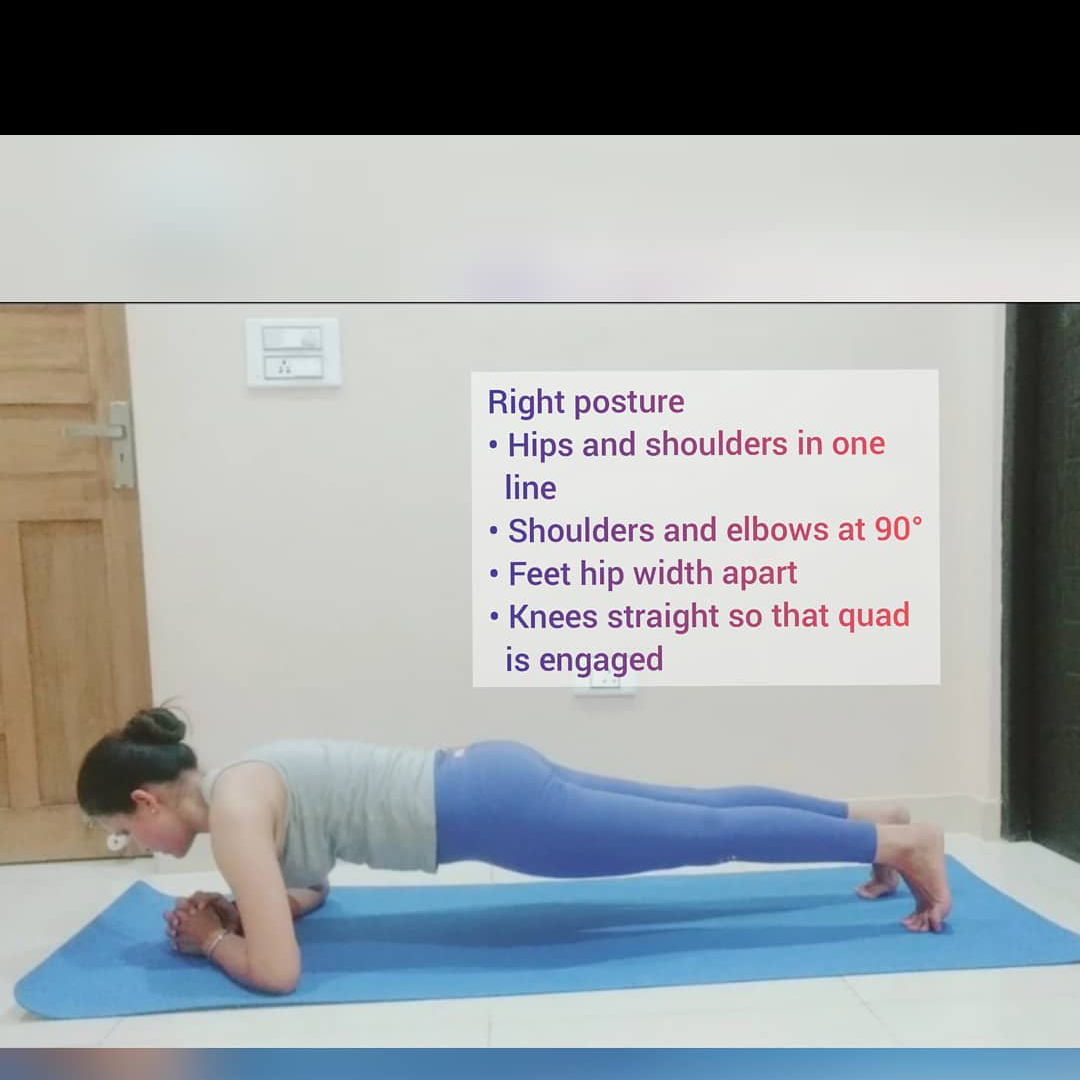 Right posture
• Hips and shoulders in one
line
• Shoulders and elbows at 90°
• Feet hip width apart
• Knees straight so that quad
is engaged